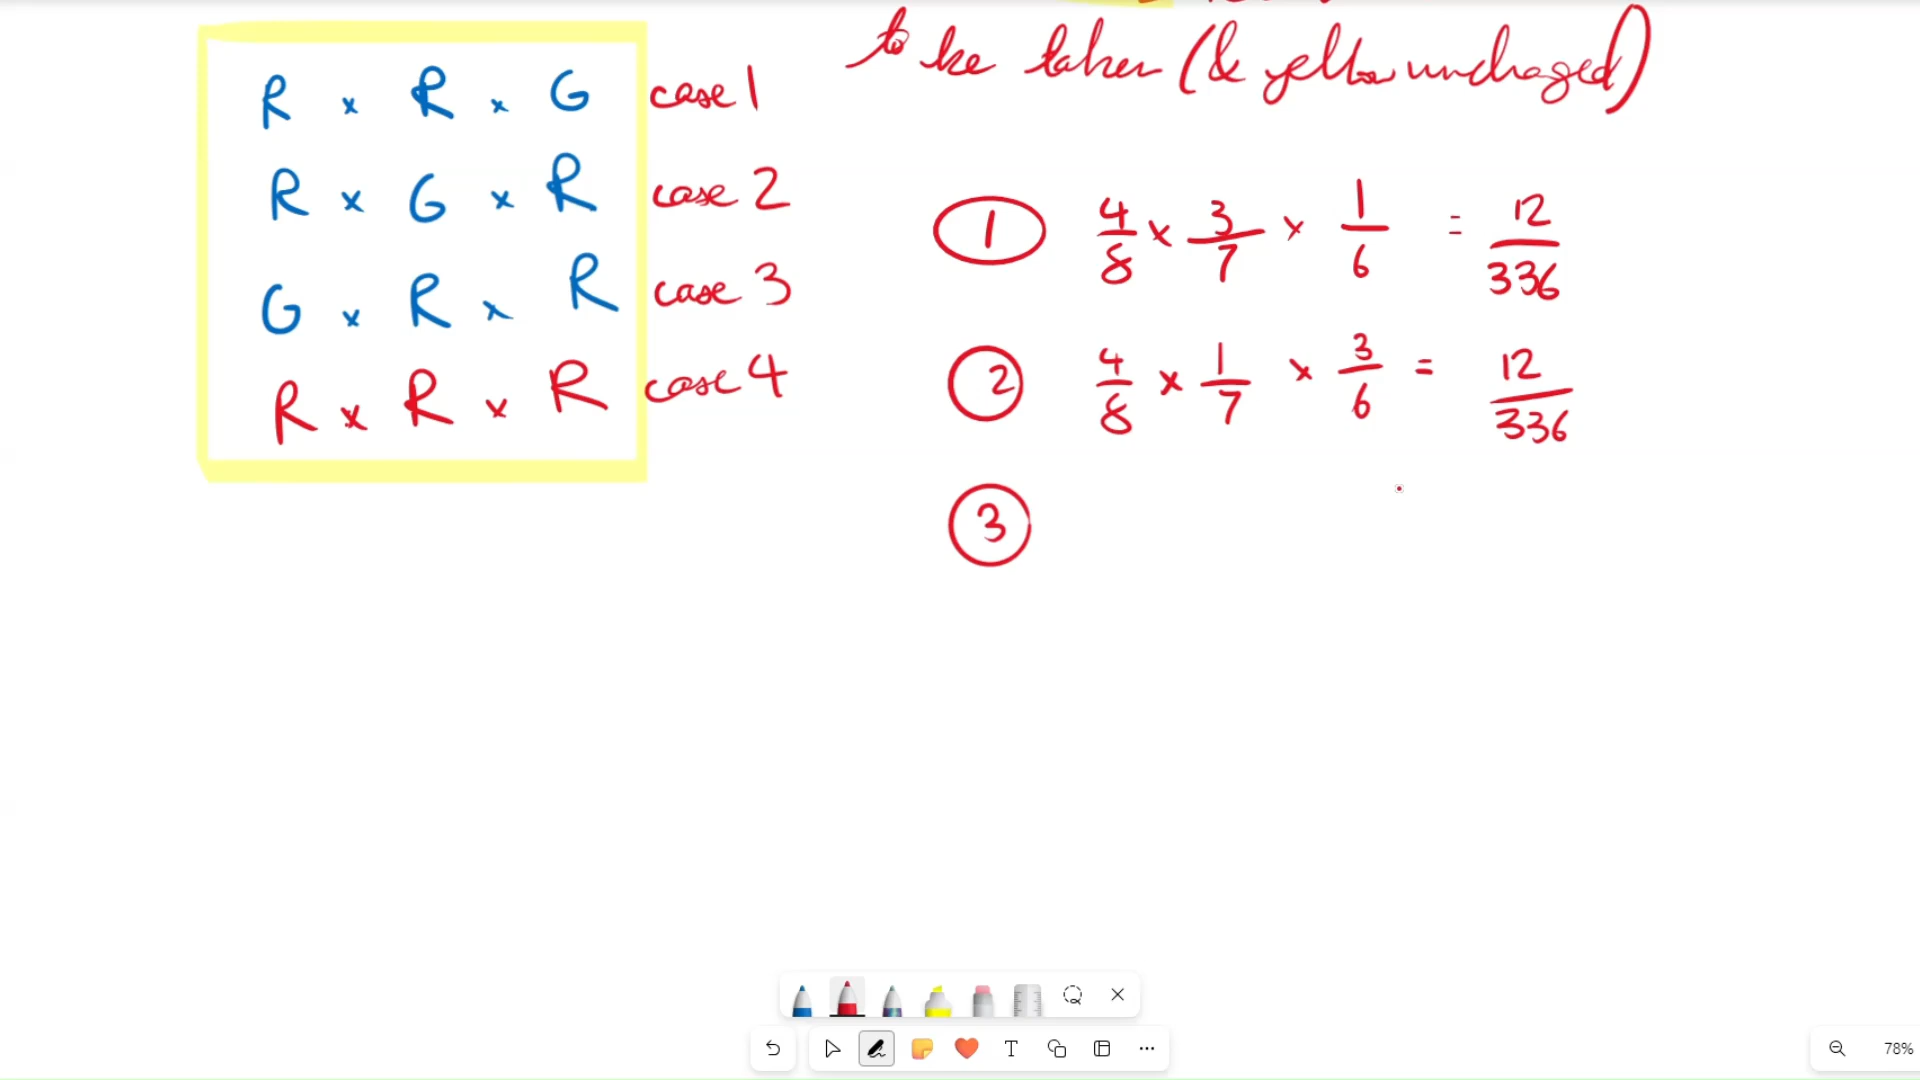 to be taken (& yellow unchaged)
R × R × G case 1
R × G × R case 2
G × R × R case 3
R × R × R case 4
1 4/8 × 3/7 × 1/6 = 12/336
2 4/8 × 1/7 × 3/6 = 12/336
3
T
78%